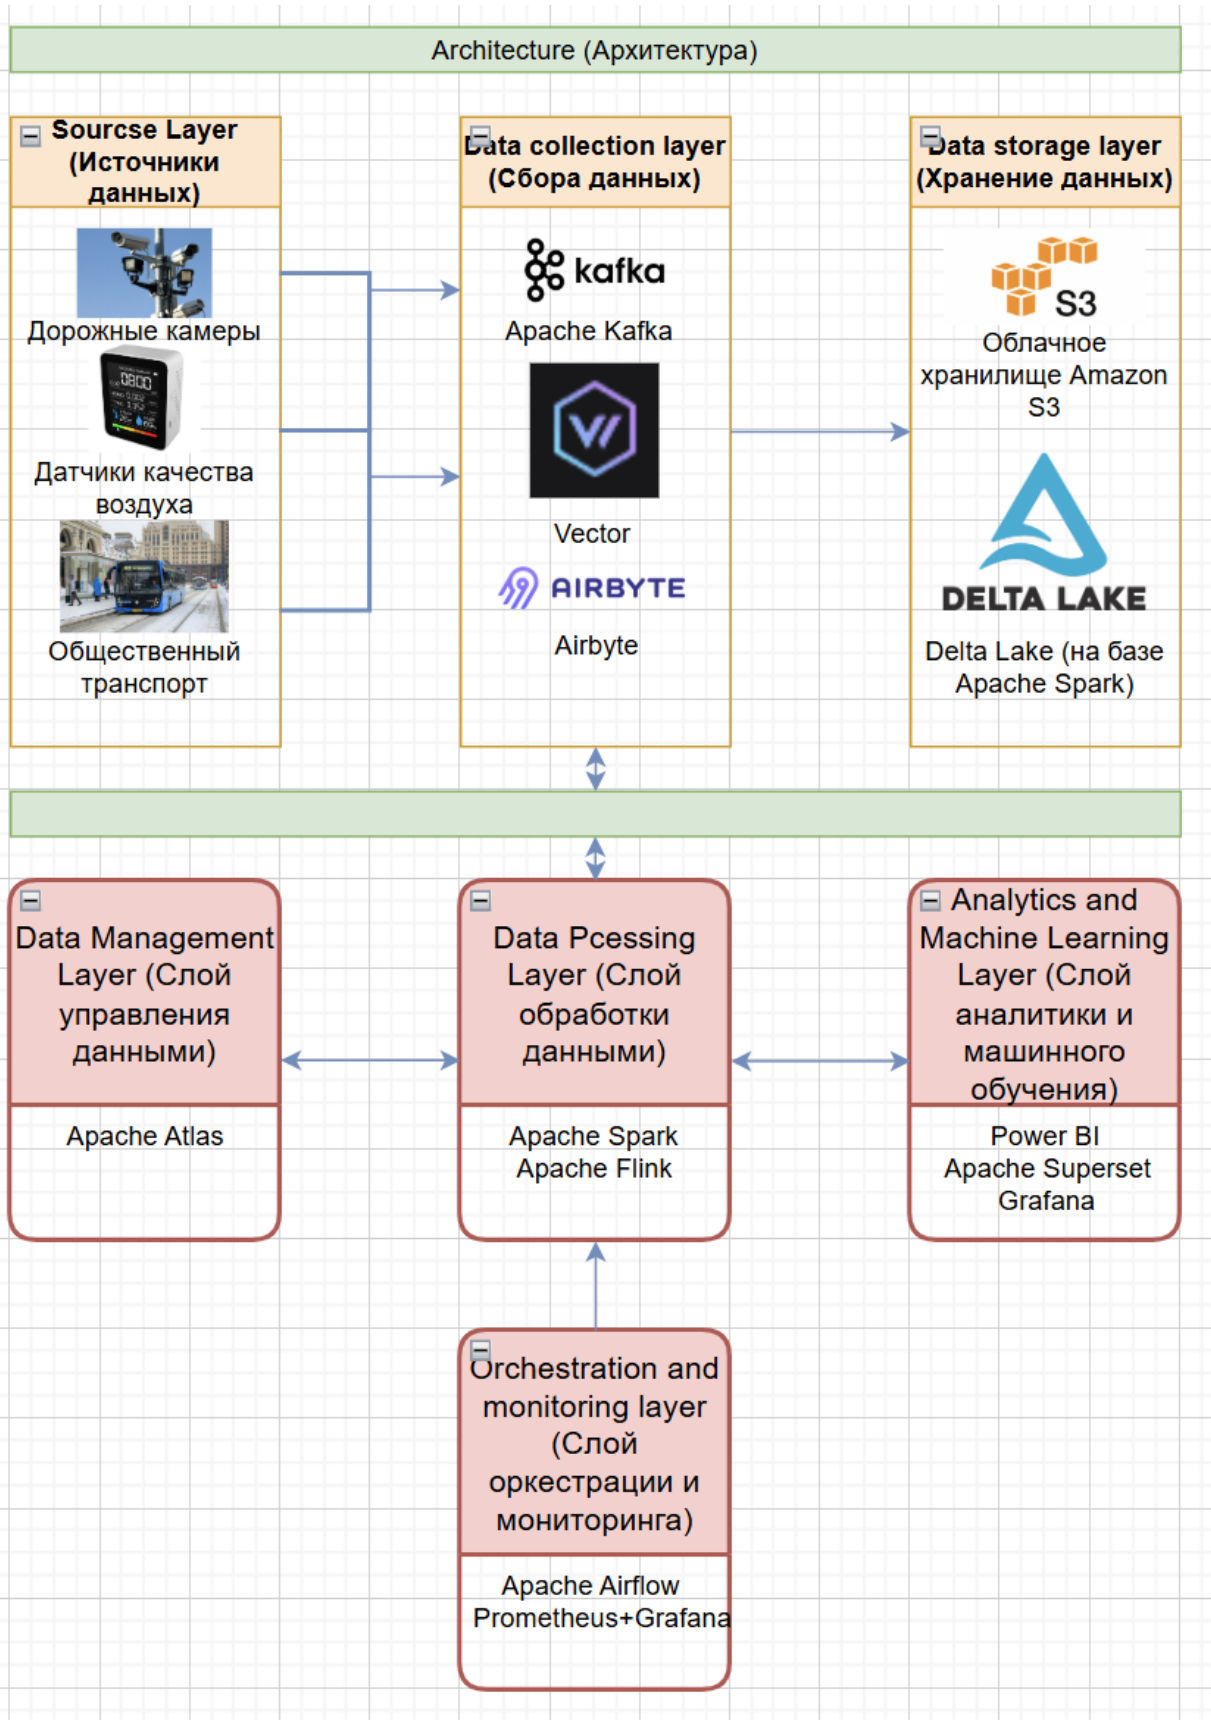 Architecture (Архитектура)
Sourcse Layer
(Источники
данных)
Дорожные камеры
Датчики качества
воздуха
Общественный
транспорт
Data collection layer
(Сбора данных)
kafka
Apache Kafka
Vector
AIRBYTE
Airbyte
Data storage layer
(Хранение данных)
S3
Облачное
хранилище Amazon
S3
DELTA LAKE
Delta Lake (на базе
Apache Spark)
Data Management
Layer (Слой
управления
данными)
Apache Atlas
Data Pcessing
Layer (Слой
обработки
данными)
Apache Spark
Apache Flink
Analytics and
Machine Learning
Layer (Слой
аналитики и
машинного
обучения)
Power BI
Apache Superset
Grafana
Orchestration and
monitoring layer
(Слой
оркестрации и
мониторинга)
Apache Airflow
Prometheus+Grafana